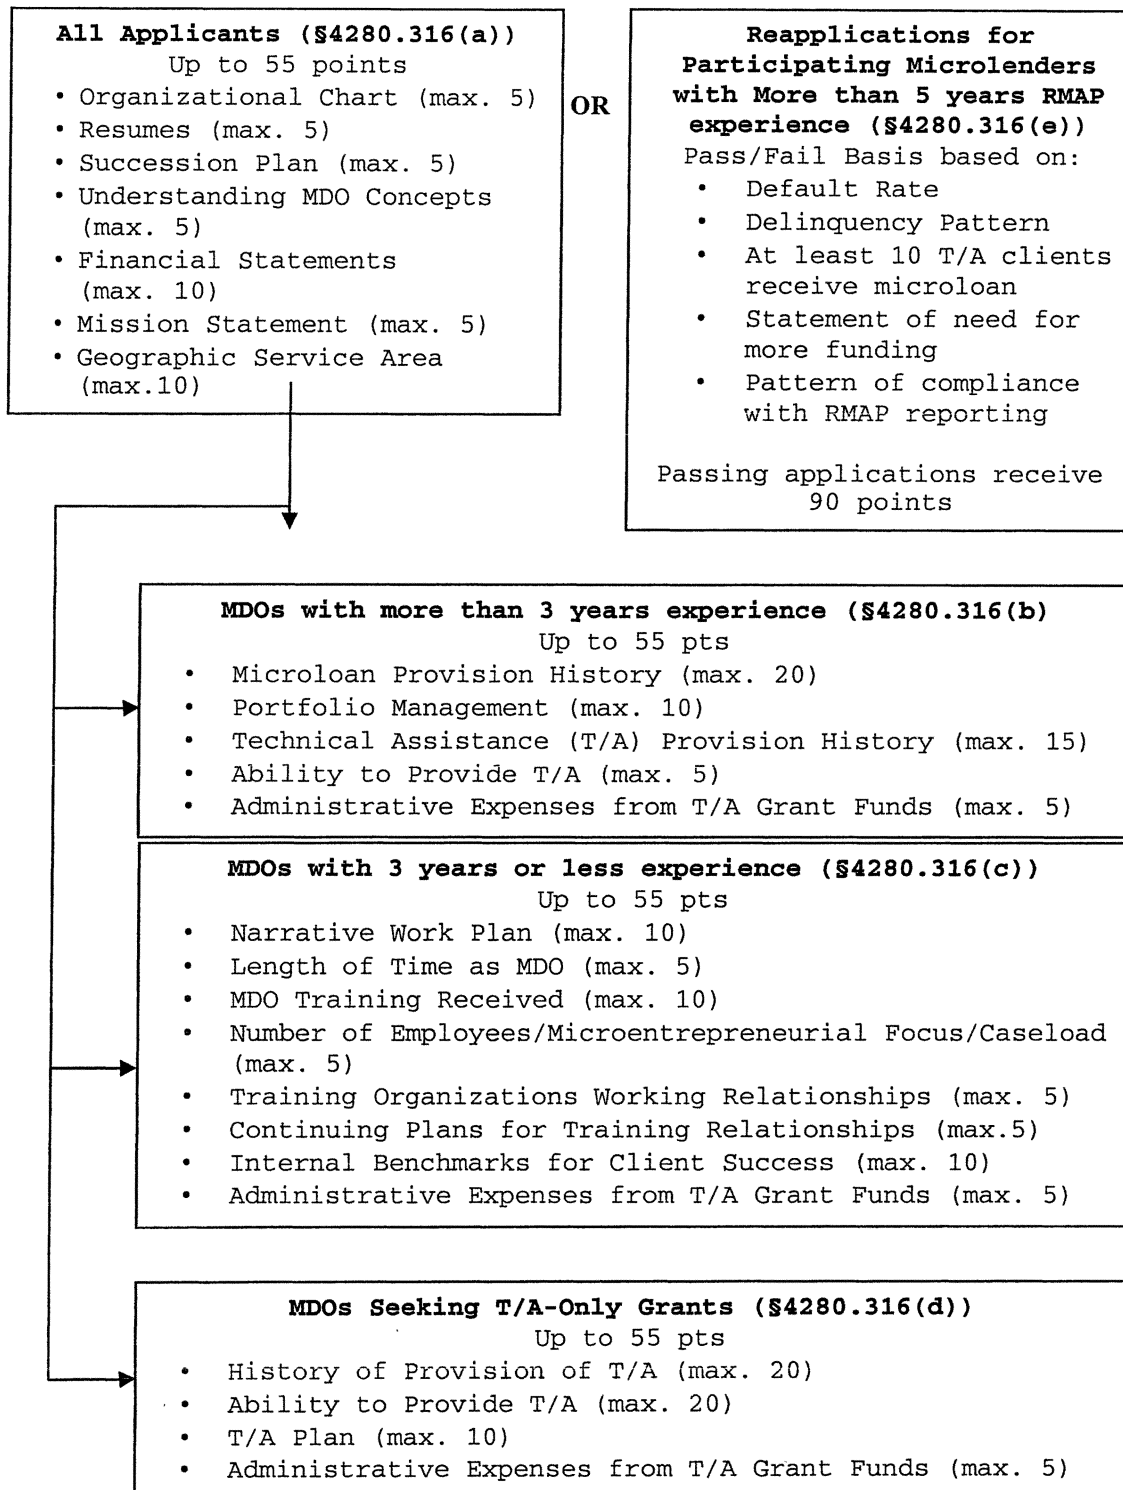 All Applicants (§4280.316(a))
Up to 55 points
• Organizational Chart (max. 5)
• Resumes (max. 5)
• Succession Plan (max. 5)
• Understanding MDO Concepts
(max. 5)
• Financial Statements
(max. 10)
• Mission Statement (max. 5)
• Geographic Service Area
(max.10)
OR
Reapplications for
Participating Microlenders
with More than 5 years RMAP
experience (§4280.316(e))
Pass/Fail Basis based on:
• Default Rate
• Delinquency Pattern
• At least 10 T/A clients
receive microloan
• Statement of need for
more funding
• Pattern of compliance
with RMAP reporting
Passing applications receive
90 points
MDOs with more than 3 years experience (§4280.316(b)
Up to 55 pts
• Microloan Provision History (max. 20)
• Portfolio Management (max. 10)
• Technical Assistance (T/A) Provision History (max. 15)
• Ability to Provide T/A (max. 5)
• Administrative Expenses from T/A Grant Funds (max. 5)
MDOs with 3 years or less experience (§4280.316(c))
Up to 55 pts
• Narrative Work Plan (max. 10)
• Length of Time as MDO (max. 5)
• MDO Training Received (max. 10)
• Number of Employees/Microentrepreneurial Focus/Caseload
(max. 5)
• Training Organizations Working Relationships (max. 5)
• Continuing Plans for Training Relationships (max.5)
• Internal Benchmarks for Client Success (max. 10)
• Administrative Expenses from T/A Grant Funds (max. 5)
MDOs Seeking T/A-Only Grants (§4280.316(d))
Up to 55 pts
• History of Provision of T/A (max. 20)
• Ability to Provide T/A (max. 20)
• T/A Plan (max. 10)
• Administrative Expenses from T/A Grant Funds (max. 5)